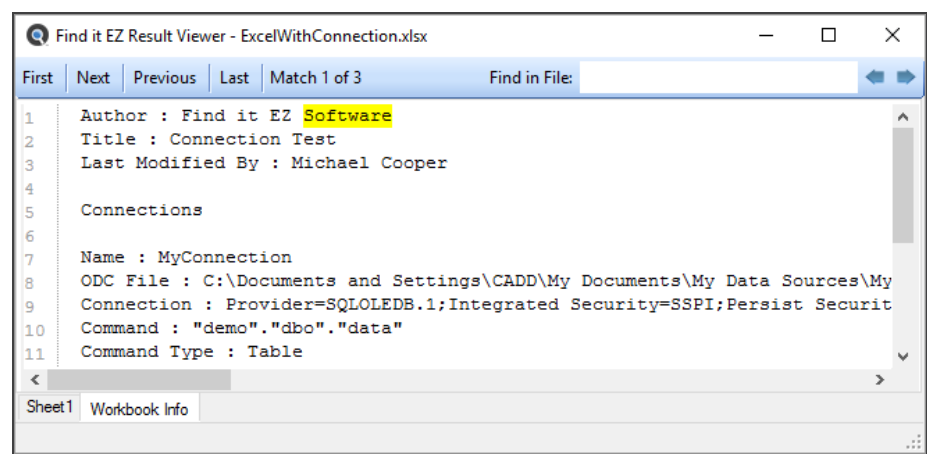 Find it EZ Result Viewer - ExcelWithConnection.xlsx
First Next Previous Last Match 1 of 3 Find in File:
1 Author : Find it EZ Software
2 Title : Connection Test
3 Last Modified By : Michael Cooper
4
5 Connections
6
7 Name : MyConnection
8 ODC File : C:\Documents and Settings\CADD\My Documents\My Data Sources\My
9 Connection : Provider=SQLOLEDB.1;Integrated Security=SSPI;Persist Securit
10 Command : "demo"."dbo"."data"
11 Command Type : Table
Sheet1 Workbook Info